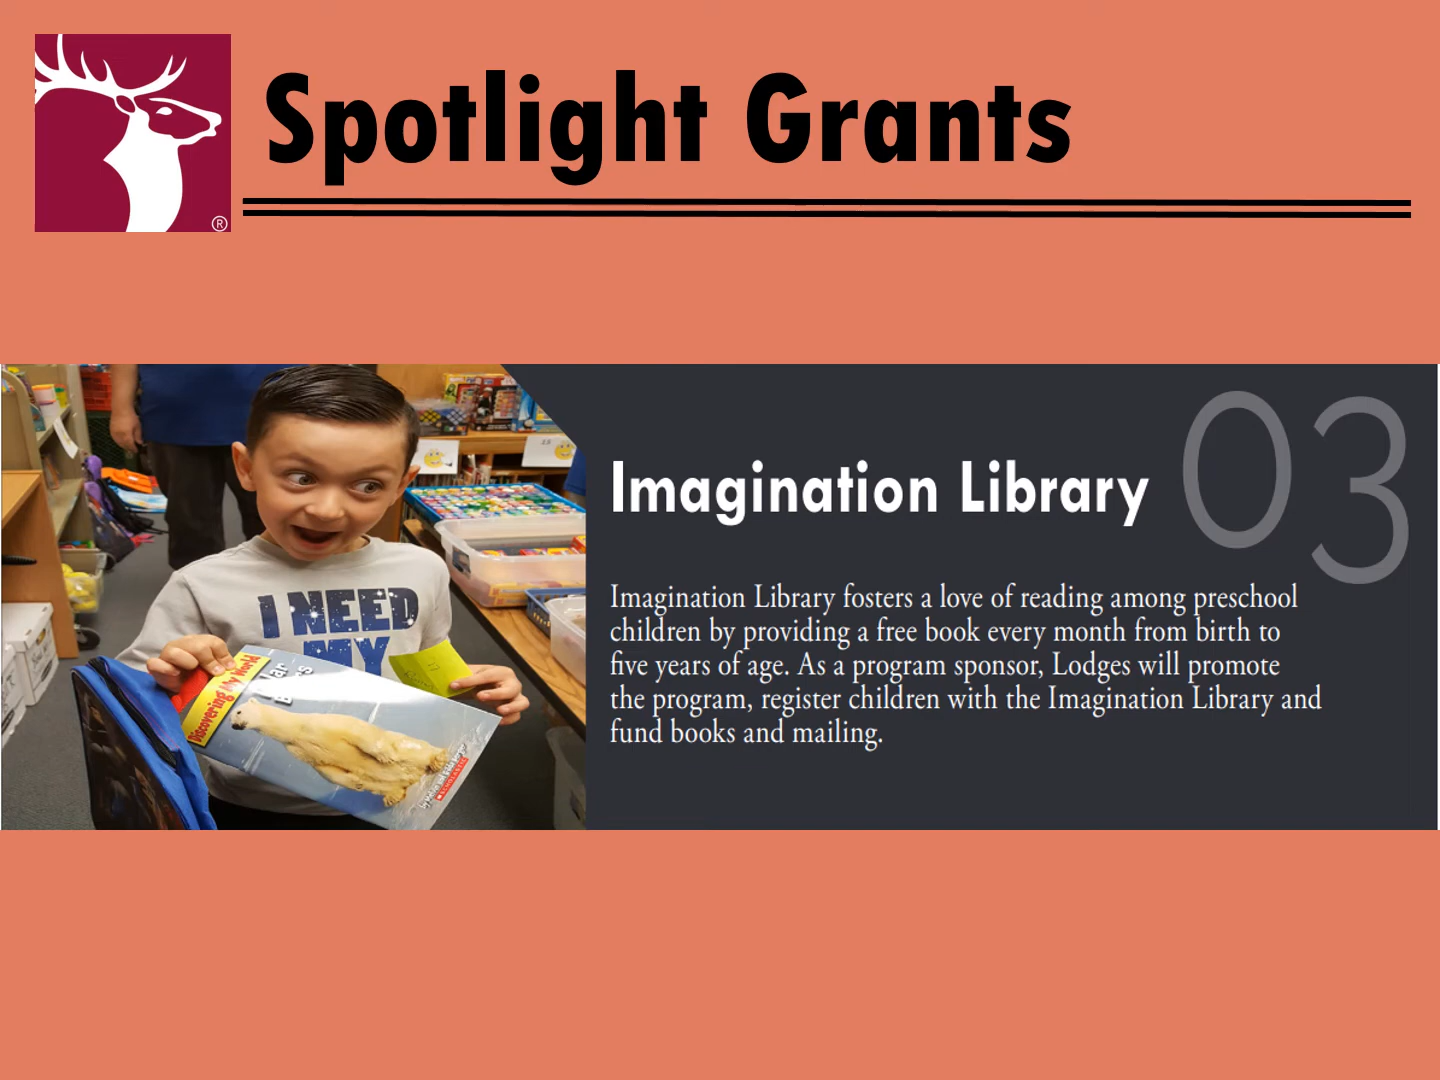 ®
Spotlight Grants
03
Imagination Library
Imagination Library fosters a love of reading among preschool
children by providing a free book every month from birth to
five years of age. As a program sponsor, Lodges will promote
the program, register children with the Imagination Library and
fund books and mailing.
I NEED
MY
Discovering My World
SCHOLASTIC